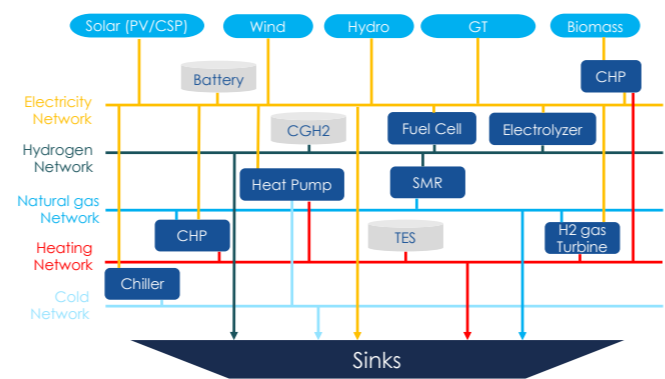 Solar (PV/CSP)
Wind
Hydro
GT
Biomass
Battery
CHP
Electricity
Network
CGH2
Fuel Cell
Electrolyzer
Hydrogen
Network
Heat Pump
SMR
Natural gas
Network
CHP
TES
H2 gas
Turbine
Heating
Network
Chiller
Cold
Network
Sinks